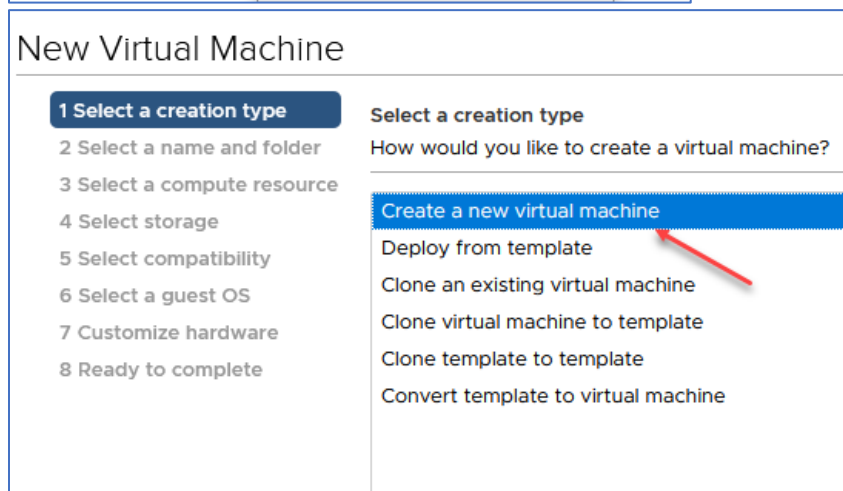 New Virtual Machine
1 Select a creation type
2 Select a name and folder
3 Select a compute resource
4 Select storage
5 Select compatibility
6 Select a guest OS
7 Customize hardware
8 Ready to complete
Select a creation type
How would you like to create a virtual machine?
Create a new virtual machine
Deploy from template
Clone an existing virtual machine
Clone virtual machine to template
Clone template to template
Convert template to virtual machine